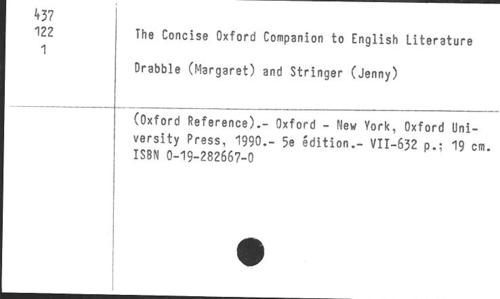 437
122
1
The Concise Oxford Companion to English Literature
Drabble (Margaret) and Stringer (Jenny)
(Oxford Reference).- Oxford - New York, Oxford Uni-
versity Press, 1990.- 5e édition.- VII-632 p.; 19 cm.
ISBN 0-19-282667-0